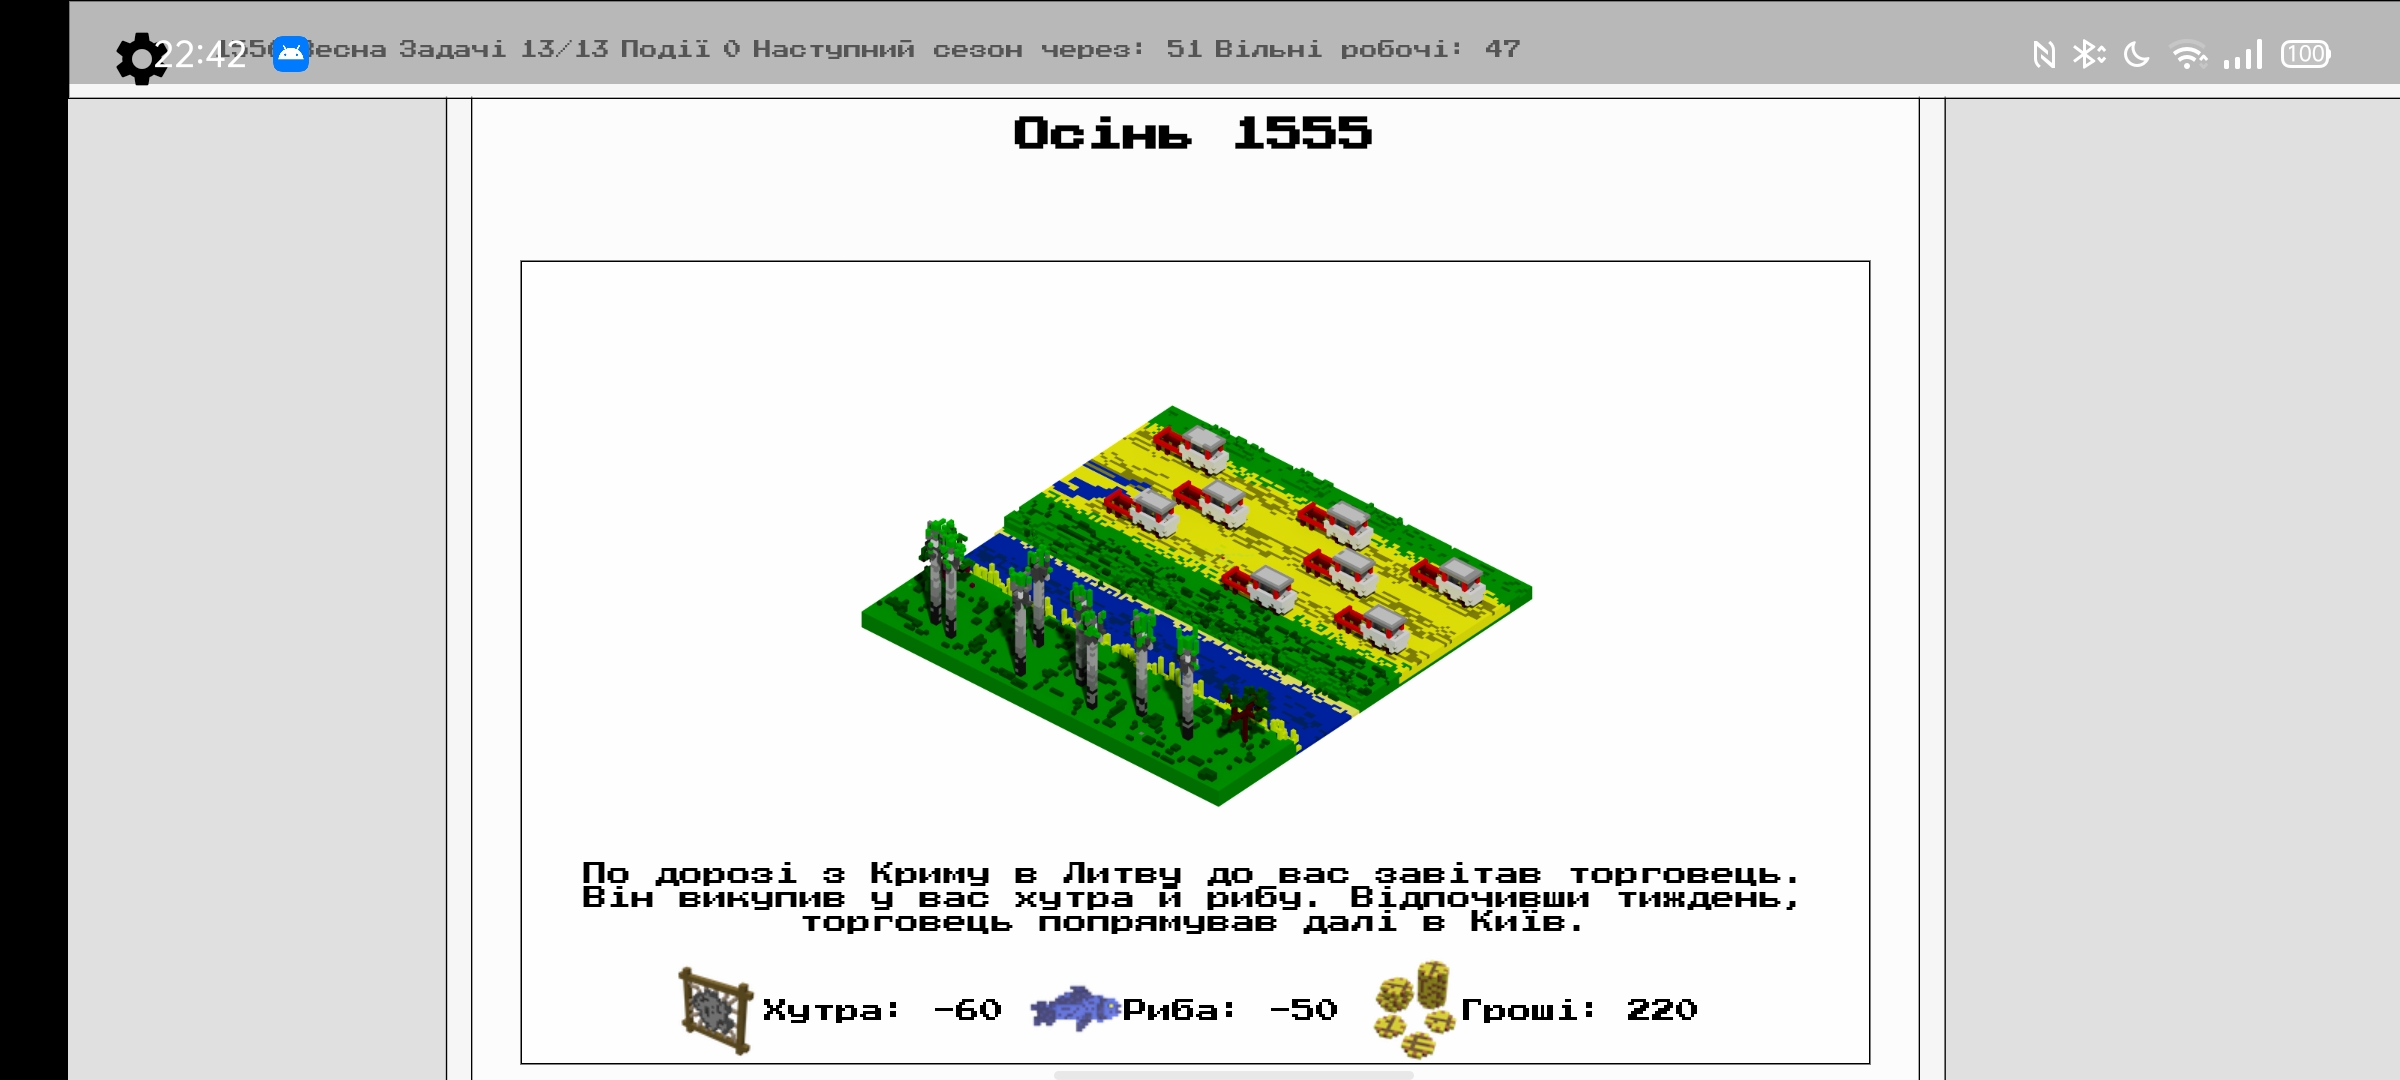 22:42 Весна Задачі 13/13 Події 0 Наступний сезон через: 51 Вільні робочі: 47 100
Осінь 1555
По дорозі з Криму в Литву до вас завітав торговець.
Він викупив у вас хутра й рибу. Відпочивши тиждень,
торговець попрямував далі в Київ.
Хутра: -60 Риба: -50 Гроші: 220